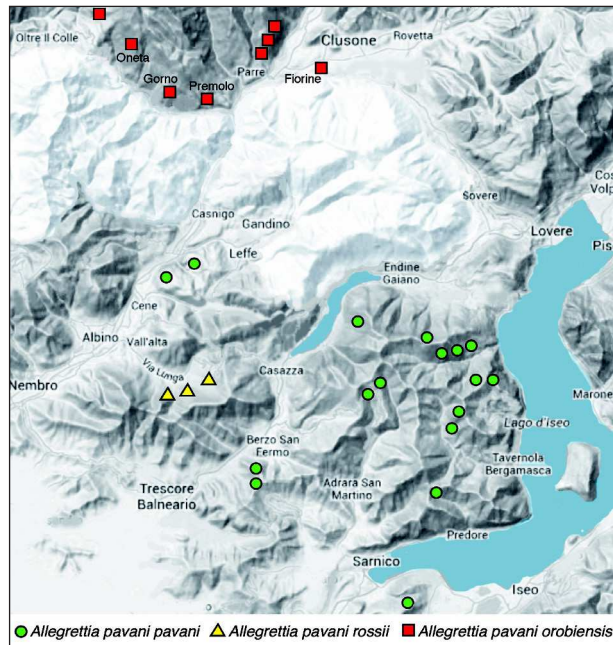 Oltre Il Colle
Oneta
Gorno
Premolo
Parre
Clusone
Rovetta
Fiorine
Casnigo
Gandino
Leffe
Sovere
Cos
Volp
Lovere
Pis
Endine
Gaiano
Cene
Albino
Vall'alta
Via Lunga
Nembro
Casazza
Marone
Lago d'Iseo
Berzo San
Fermo
Tavernola
Bergamasca
Trescore
Balneario
Adrara San
Martino
Predore
Sarnico
Iseo
Allegrettia pavani pavani
Allegrettia pavani rossii
Allegrettia pavani orobiensis